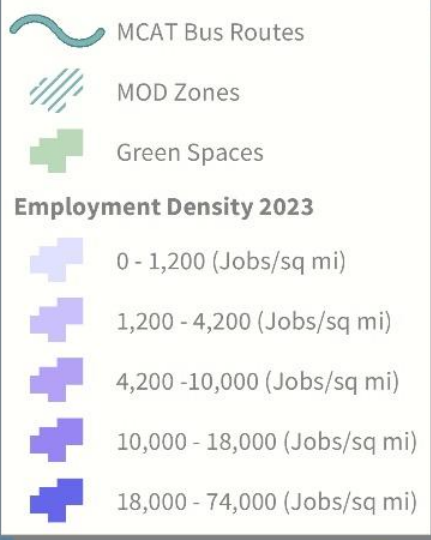 MCAT Bus Routes
MOD Zones
Green Spaces
Employment Density 2023
0 - 1,200 (Jobs/sq mi)
1,200 - 4,200 (Jobs/sq mi)
4,200 -10,000 (Jobs/sq mi)
10,000 - 18,000 (Jobs/sq mi)
18,000 - 74,000 (Jobs/sq mi)